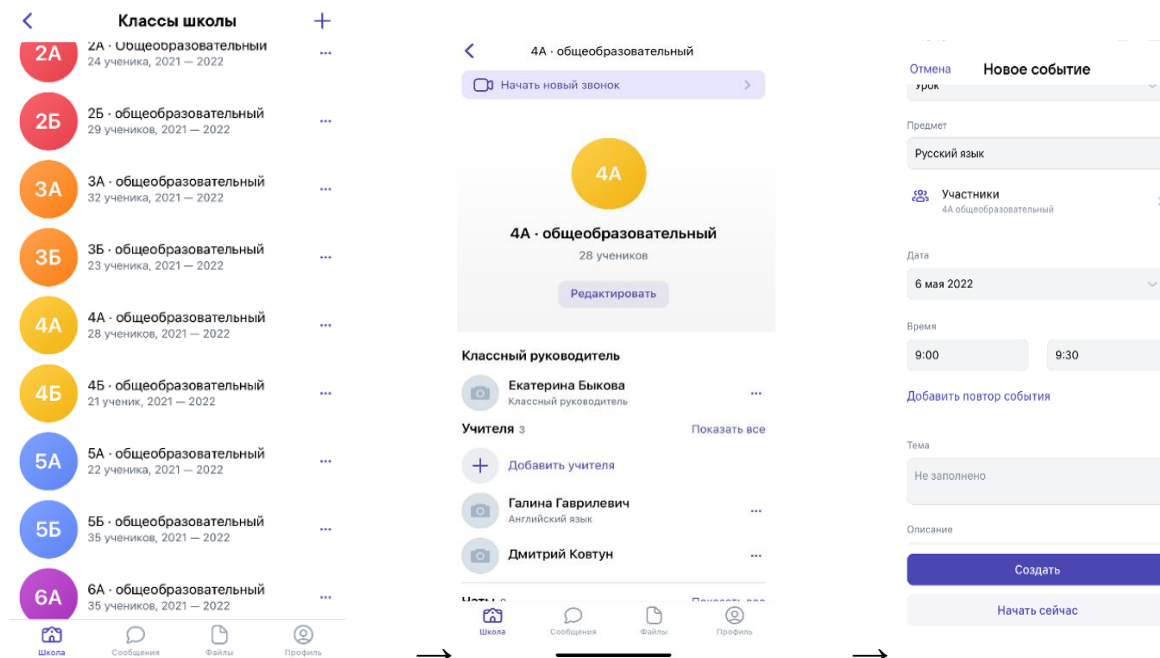 Классы школы
2А
2А · Общеобразовательный
24 ученика, 2021 — 2022
2Б
2Б · общеобразовательный
29 учеников, 2021 — 2022
3А
3А · общеобразовательный
32 ученика, 2021 — 2022
3Б
3Б · общеобразовательный
23 ученика, 2021 — 2022
4А
4А · общеобразовательный
28 учеников, 2021 — 2022
4Б
4Б · общеобразовательный
21 ученик, 2021 — 2022
5А
5А · общеобразовательный
22 ученика, 2021 — 2022
5Б
5Б · общеобразовательный
35 учеников, 2021 — 2022
6А
6А · общеобразовательный
35 учеников, 2021 — 2022
Школа
Сообщения
Файлы
Профиль
4А · общеобразовательный
Начать новый звонок
4А
4А · общеобразовательный
28 учеников
Редактировать
Классный руководитель
Екатерина Быкова
Классный руководитель
Учителя 3
Показать все
Добавить учителя
Галина Гаврилевич
Английский язык
Дмитрий Ковтун
Чаты
Показать все
Школа
Сообщения
Файлы
Профиль
Отмена
Новое событие
Урок
Предмет
Русский язык
Участники
4А общеобразовательный
Дата
6 мая 2022
Время
9:00
9:30
Добавить повтор события
Тема
Не заполнено
Описание
Создать
Начать сейчас